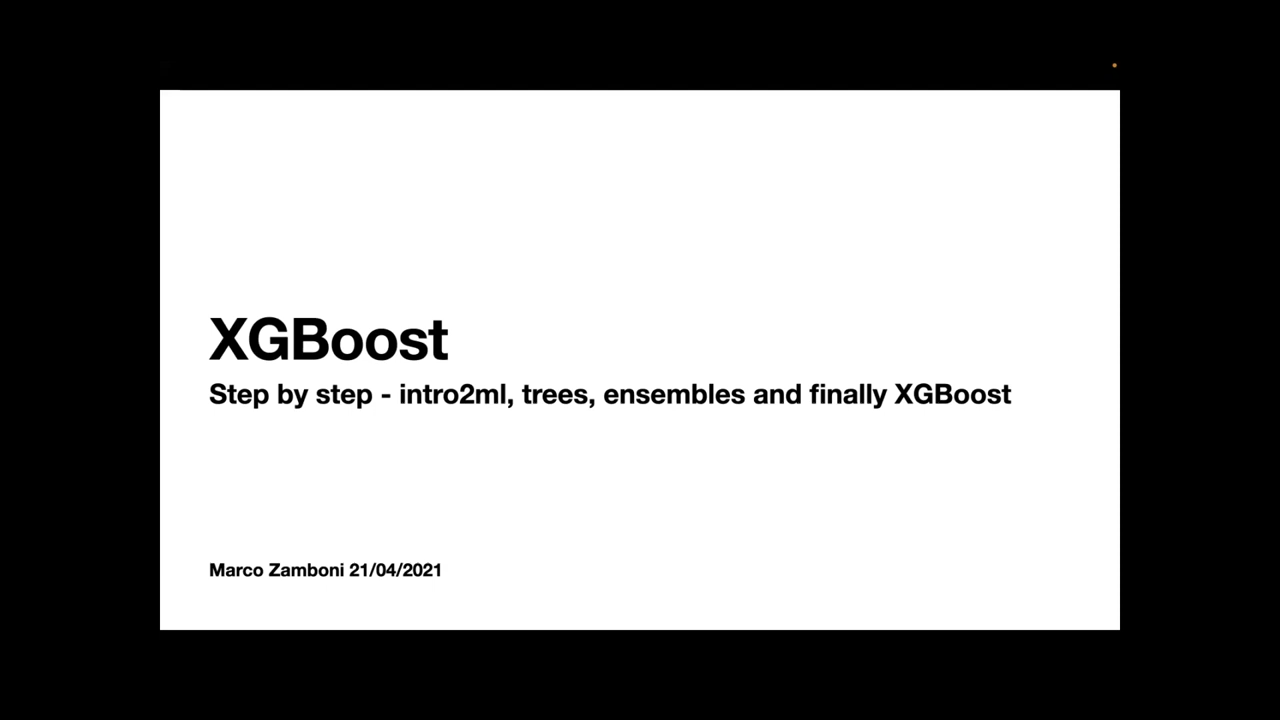 XGBoost
Step by step - intro2ml, trees, ensembles and finally XGBoost
Marco Zamboni 21/04/2021